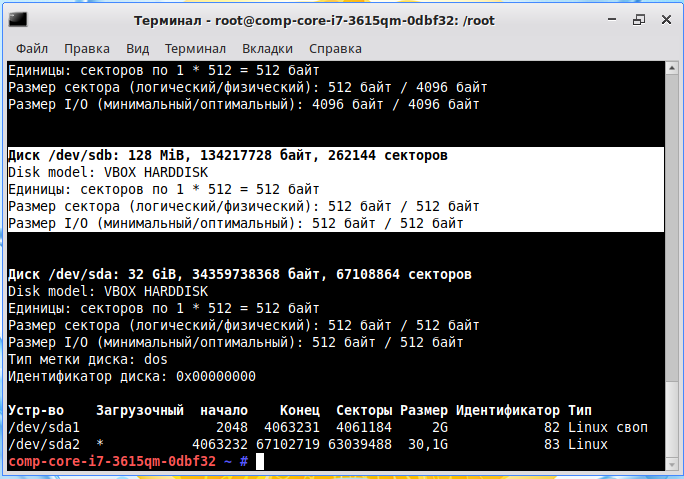 Терминал - root@comp-core-i7-3615qm-0dbf32: /root
Файл Правка Вид Терминал Вкладки Справка
Единицы: секторов по 1 * 512 = 512 байт
Размер сектора (логический/физический): 512 байт / 4096 байт
Размер I/O (минимальный/оптимальный): 4096 байт / 4096 байт
Диск /dev/sdb: 128 MiB, 134217728 байт, 262144 секторов
Disk model: VBOX HARDDISK
Единицы: секторов по 1 * 512 = 512 байт
Размер сектора (логический/физический): 512 байт / 512 байт
Размер I/O (минимальный/оптимальный): 512 байт / 512 байт
Диск /dev/sda: 32 GiB, 34359738368 байт, 67108864 секторов
Disk model: VBOX HARDDISK
Единицы: секторов по 1 * 512 = 512 байт
Размер сектора (логический/физический): 512 байт / 512 байт
Размер I/O (минимальный/оптимальный): 512 байт / 512 байт
Тип метки диска: dos
Идентификатор диска: 0x00000000
Устр-во Загрузочный начало Конец Секторы Размер Идентификатор Тип
/dev/sda1 2048 4063231 4061184 2G 82 Linux своп
/dev/sda2 * 4063232 67102719 63039488 30,1G 83 Linux
comp-core-i7-3615qm-0dbf32 ~ #